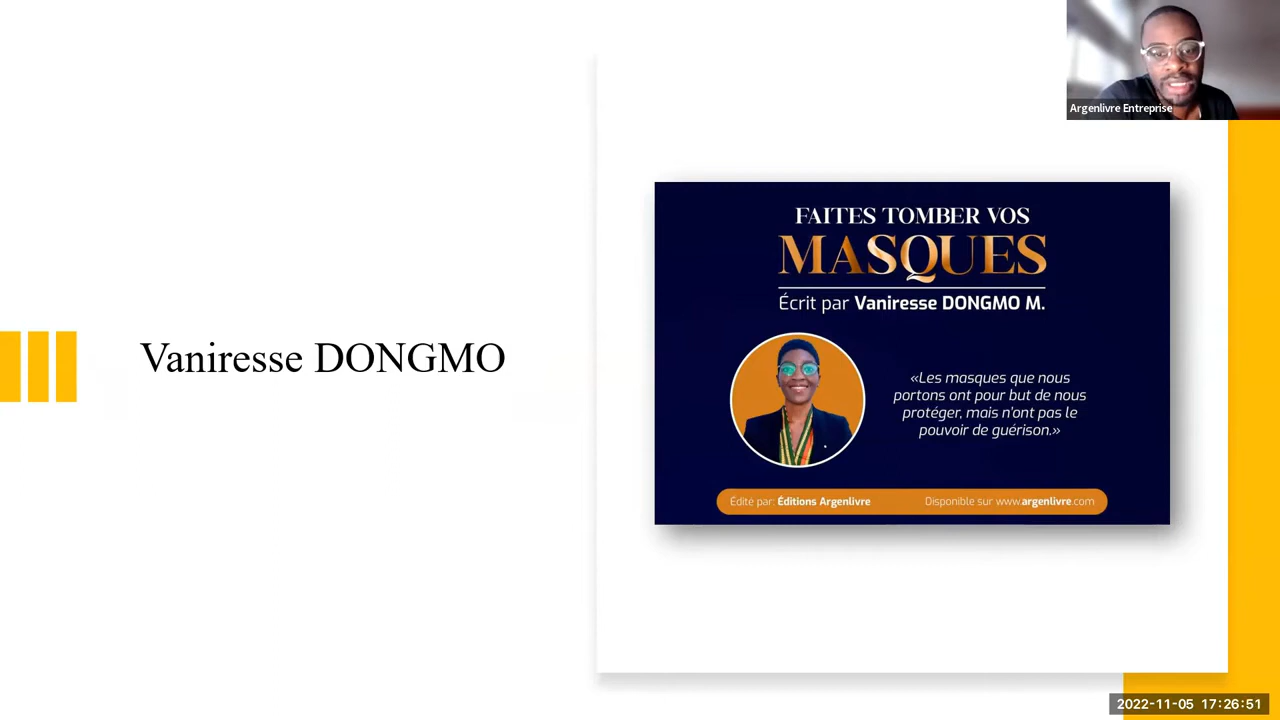 Argenlivre Entreprise
Vaniresse DONGMO
FAITES TOMBER VOS
MASQUES
Écrit par Vaniresse DONGMO M.
«Les masques que nous
portons ont pour but de nous
protéger, mais n'ont pas le
pouvoir de guérison.»
Édité par: Éditions Argenlivre
Disponible sur www.argenlivre.com
2022-11-05 17:26:51